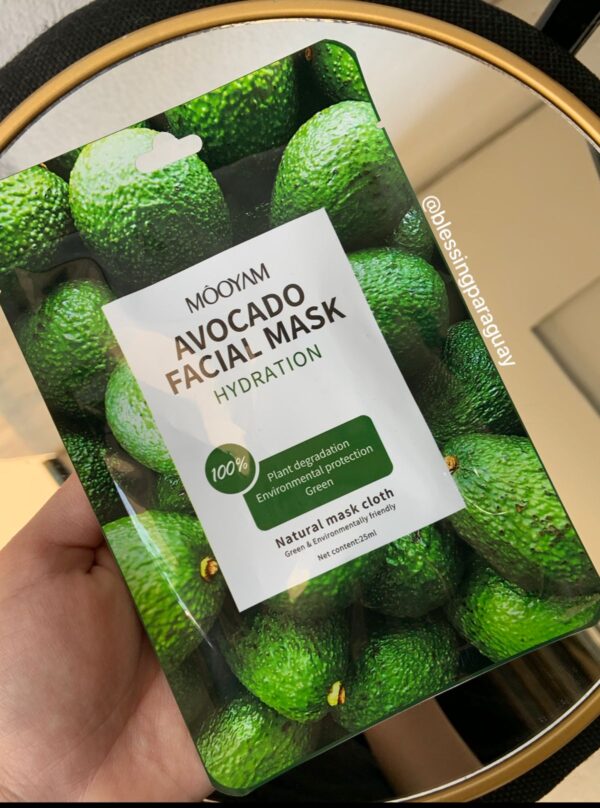 MÔOYAM
AVOCADO
FACIAL MASK
HYDRATION
100%
Plant degradation
Environmental protection
Green
Natural mask cloth
Green & Environmentally friendly
Net content:25ml
@blessingparaguay